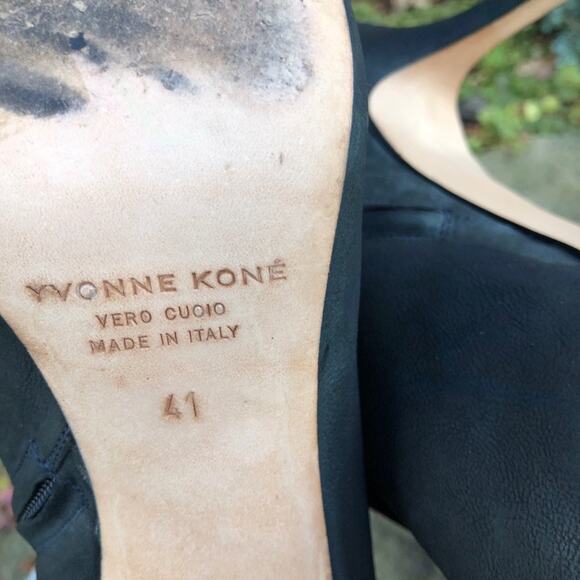 YVONNE KONÉ
VERO CUOIO
MADE IN ITALY
41